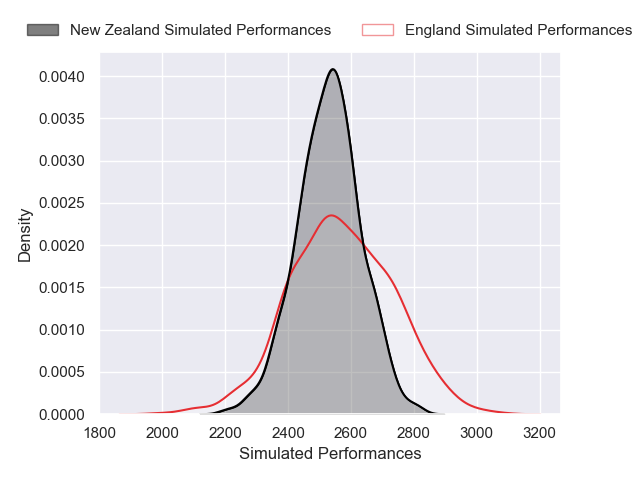 New Zealand Simulated Performances
England Simulated Performances
0.0040
0.0035
0.0030
0.0025
0.0020
0.0015
0.0010
0.0005
0.0000
Density
1800 2000 2200 2400 2600 2800 3000 3200
Simulated Performances